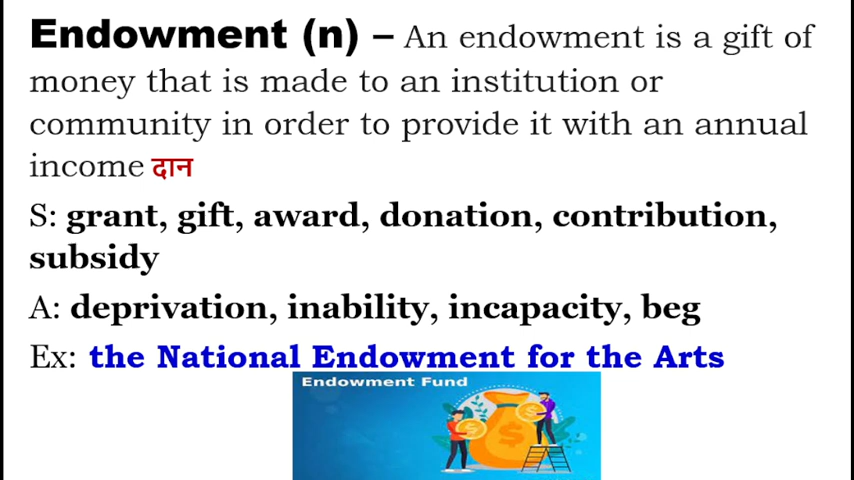 Endowment (n) – An endowment is a gift of
money that is made to an institution or
community in order to provide it with an annual
income दान
S: grant, gift, award, donation, contribution,
subsidy
A: deprivation, inability, incapacity, beg
Ex: the National Endowment for the Arts
Endowment Fund